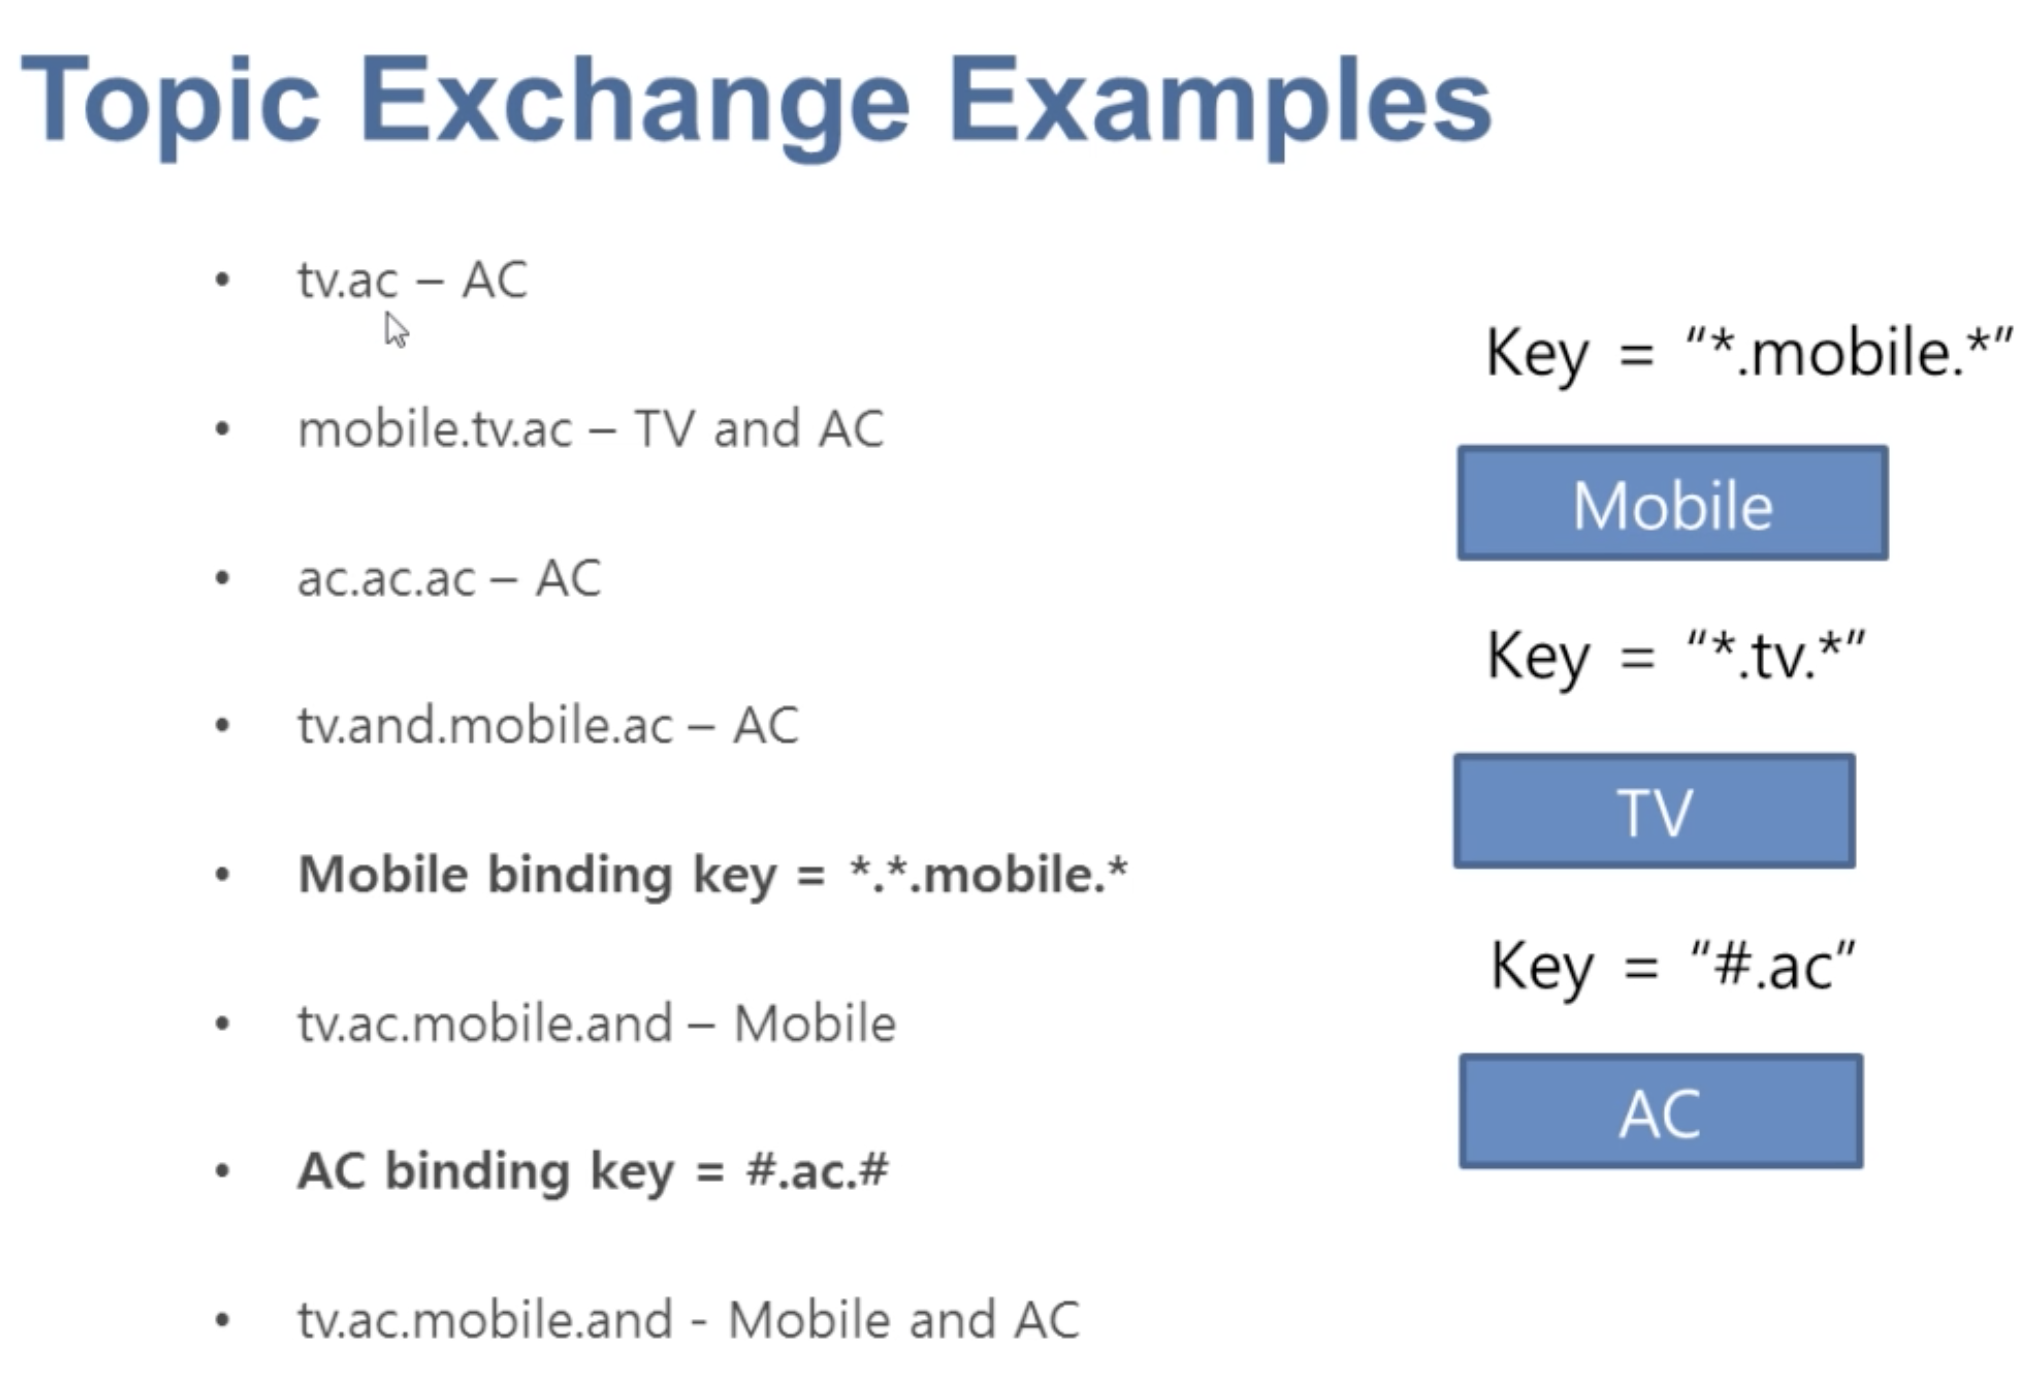 Topic Exchange Examples
• tv.ac – AC
• mobile.tv.ac – TV and AC
• ac.ac.ac – AC
• tv.and.mobile.ac – AC
• Mobile binding key = *.*.mobile.*
• tv.ac.mobile.and – Mobile
• AC binding key = #.ac.#
• tv.ac.mobile.and - Mobile and AC
Key = “*.mobile.*”
Mobile
Key = “*.tv.*”
TV
Key = “#.ac”
AC